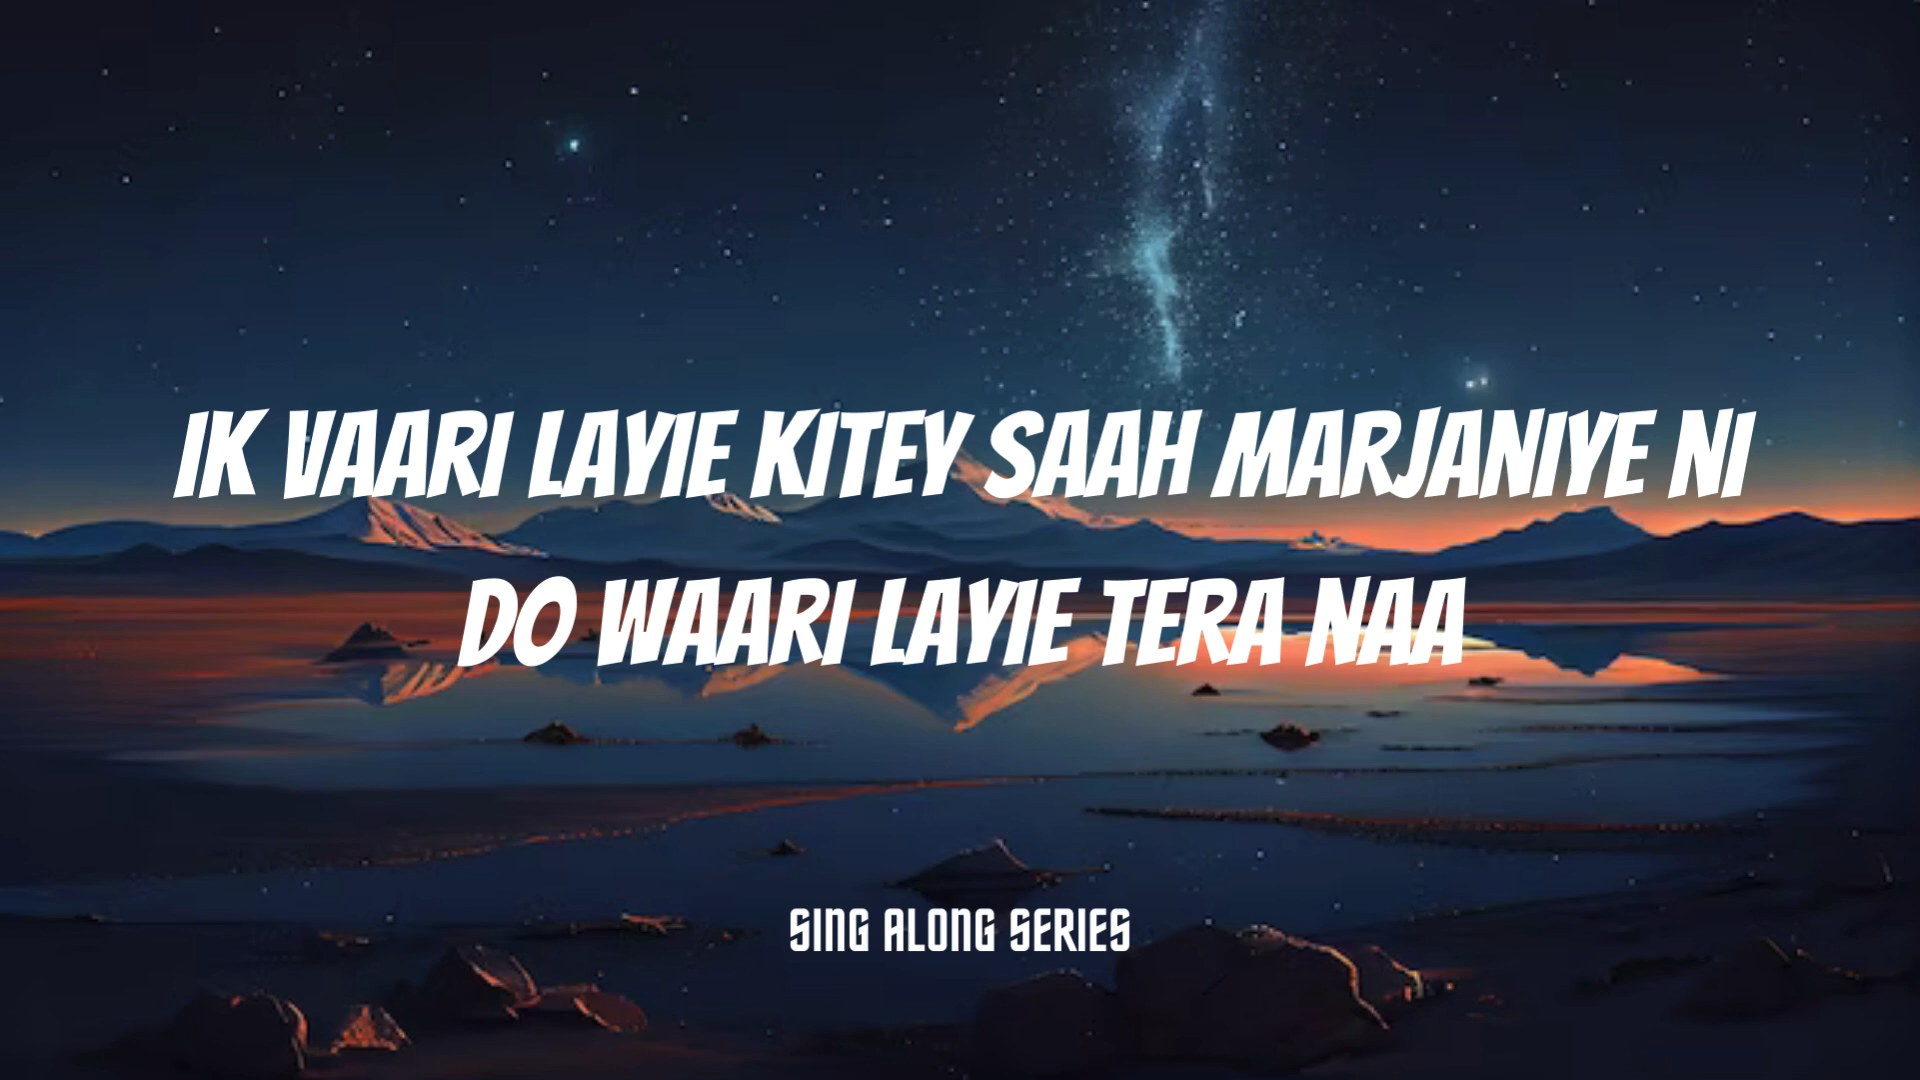 IK VAARI LAYIE KITEY SAAH MARJANIYE NI
DO WAARI LAYIE TERA NAA
SING ALONG SERIES